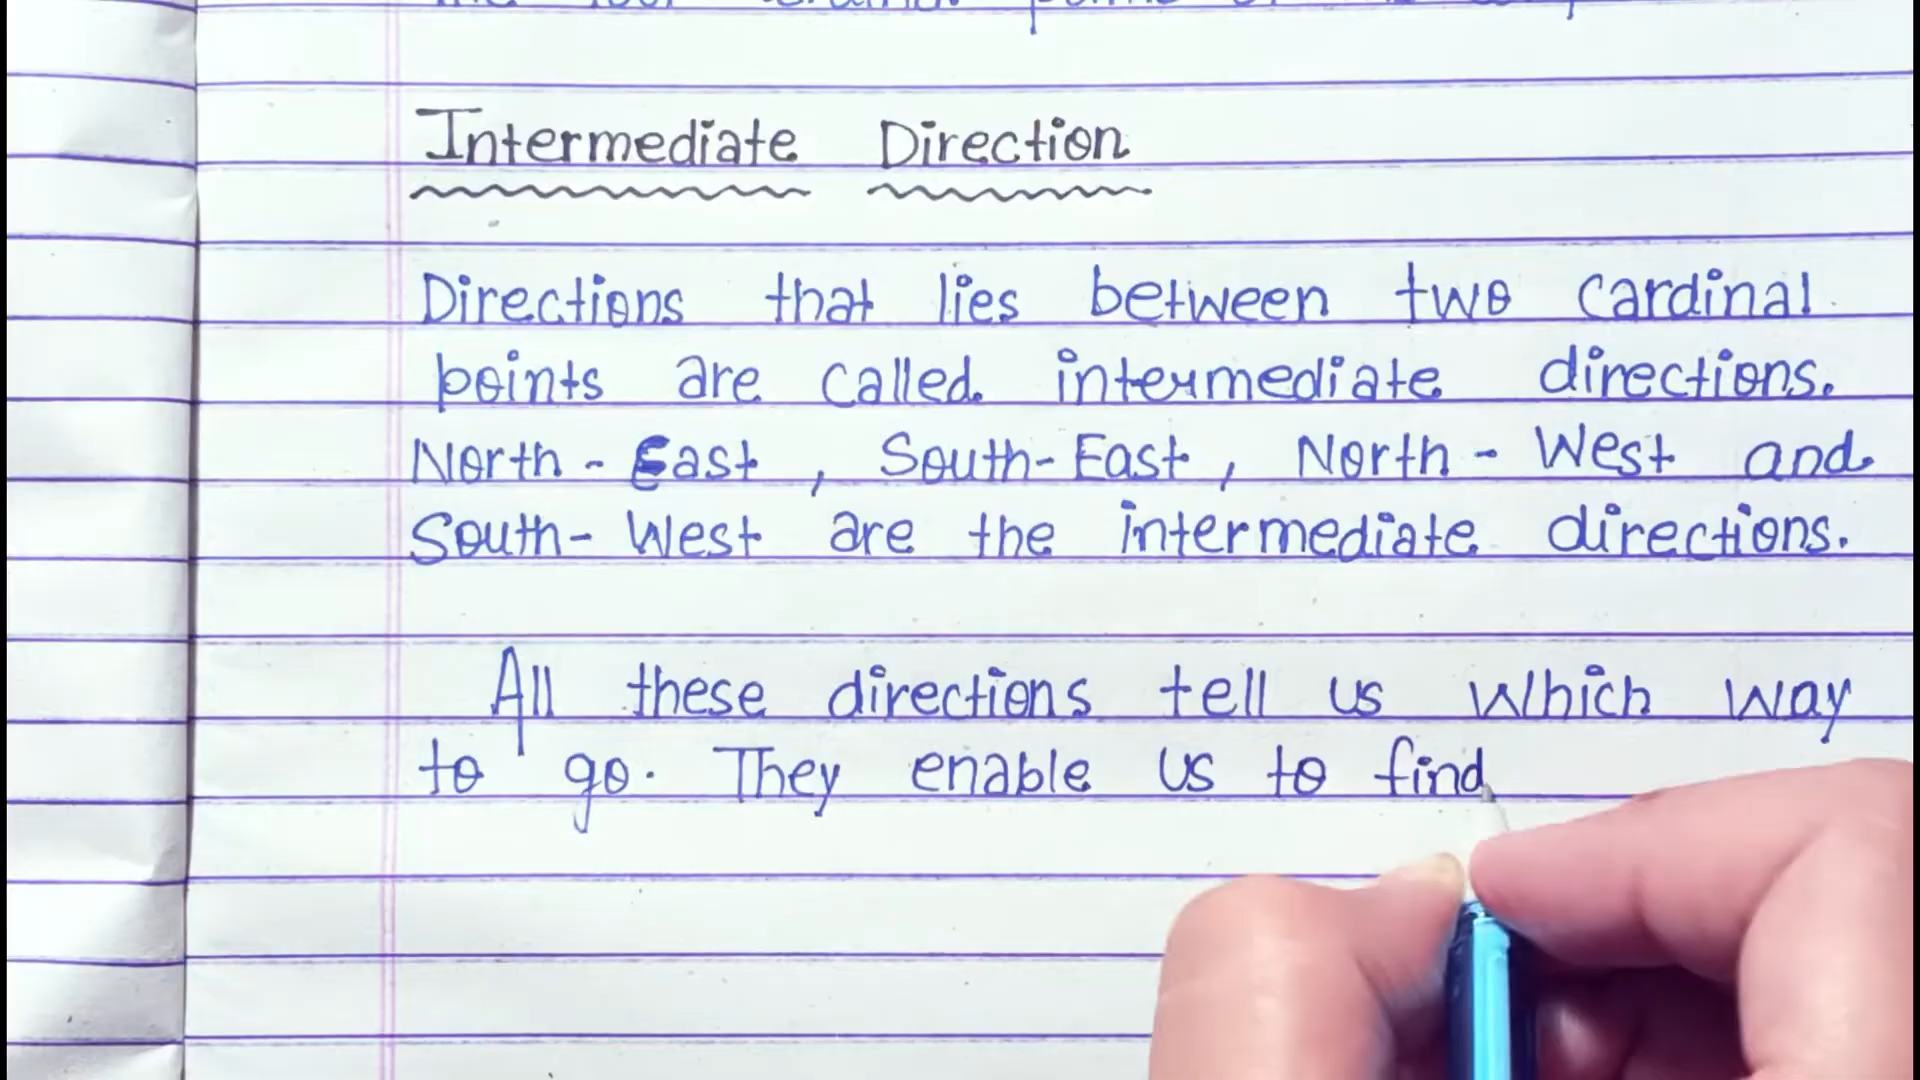 Intermediate Direction
Directions that lies between two cardinal
points are called intermediate directions.
North - East , South - East , North - West and
South - West are the intermediate directions.
All these directions tell us which way
to go. They enable us to find